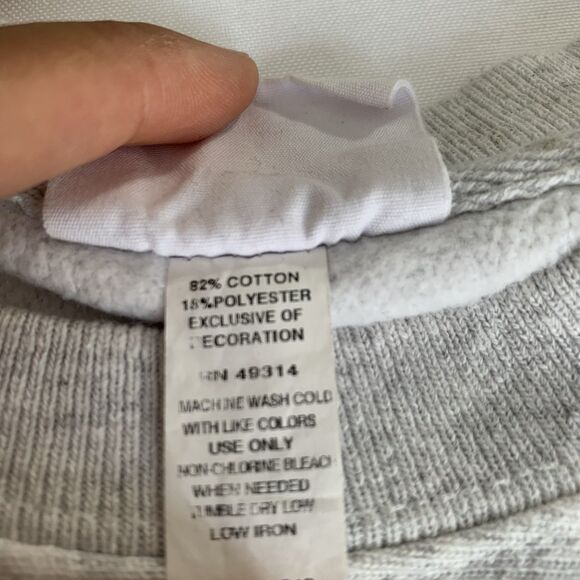 82% COTTON
18%POLYESTER
EXCLUSIVE OF
DECORATION
RN 49314
MACHINE WASH COLD
WITH LIKE COLORS
USE ONLY
NON-CHLORINE BLEACH
WHEN NEEDED
TUMBLE DRY LOW
LOW IRON